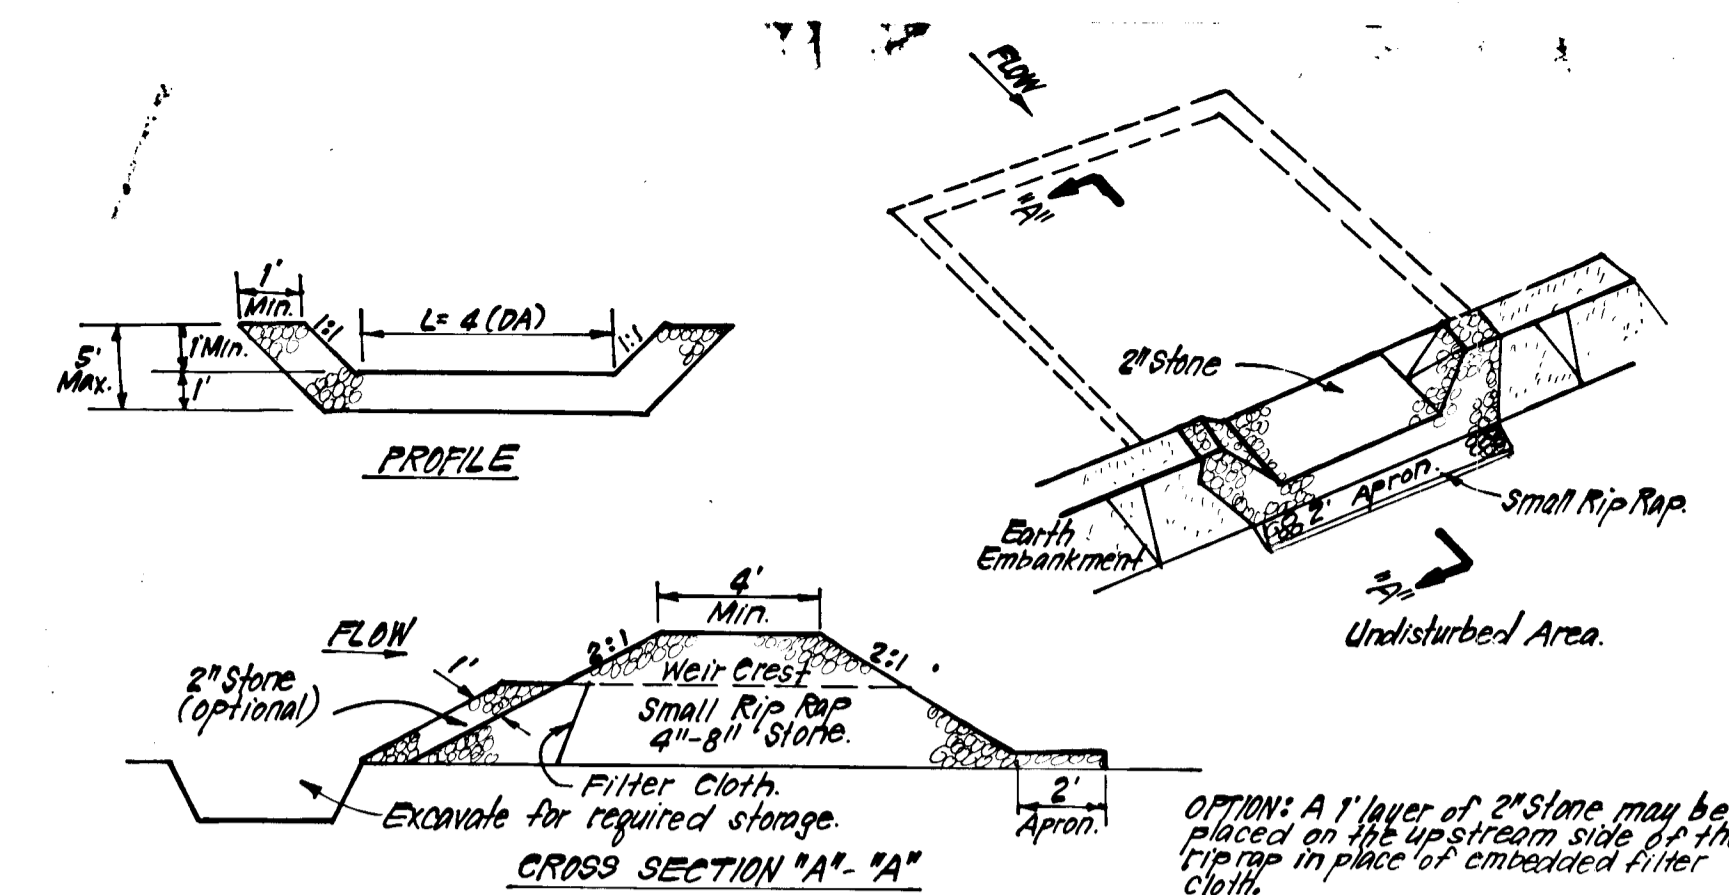 FLOW
"A"
1'
Min.
1:1
L= 4 (DA)
1:1
5'
Max.
1' Min.
1'
PROFILE
2" Stone
2' Apron.
Small Rip Rap.
Earth
Embankment
"A"
Undisturbed Area.
4'
Min.
FLOW
2:1
2:1
1'
Weir Crest
2" Stone
(optional)
Small Rip Rap
4"-8" Stone.
Filter Cloth.
Excavate for required storage.
2'
Apron.
CROSS SECTION "A"- "A"
OPTION: A 1' layer of 2" Stone may be
placed on the upstream side of th
rip rap in place of embedded filter
cloth.